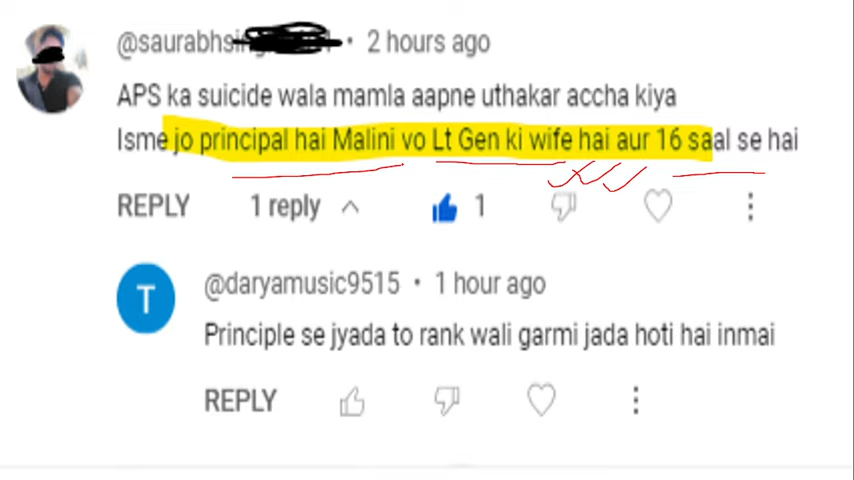 @saurabhsin
• 2 hours ago
APS ka suicide wala mamla aapne uthakar accha kiya
Isme jo principal hai Malini vo Lt Gen ki wife hai aur 16 saal se hai
REPLY 1 reply 1
T
@daryamusic9515 • 1 hour ago
Principle se jyada to rank wali garmi jada hoti hai inmai
REPLY